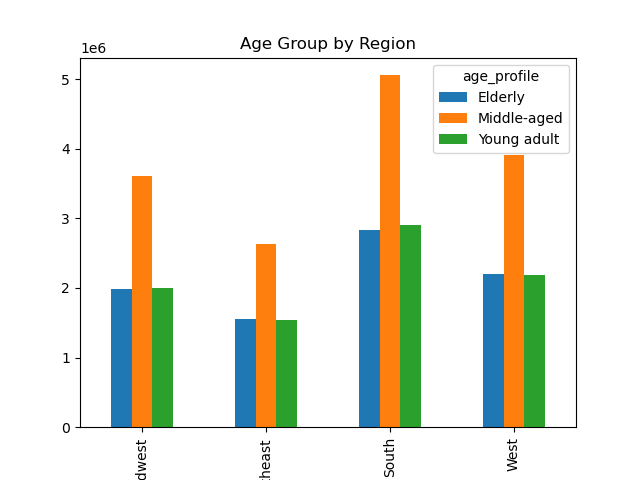 Age Group by Region
1e6
age_profile
Elderly
Middle-aged
Young adult
5
4
3
2
1
0
dwest
theast
South
West